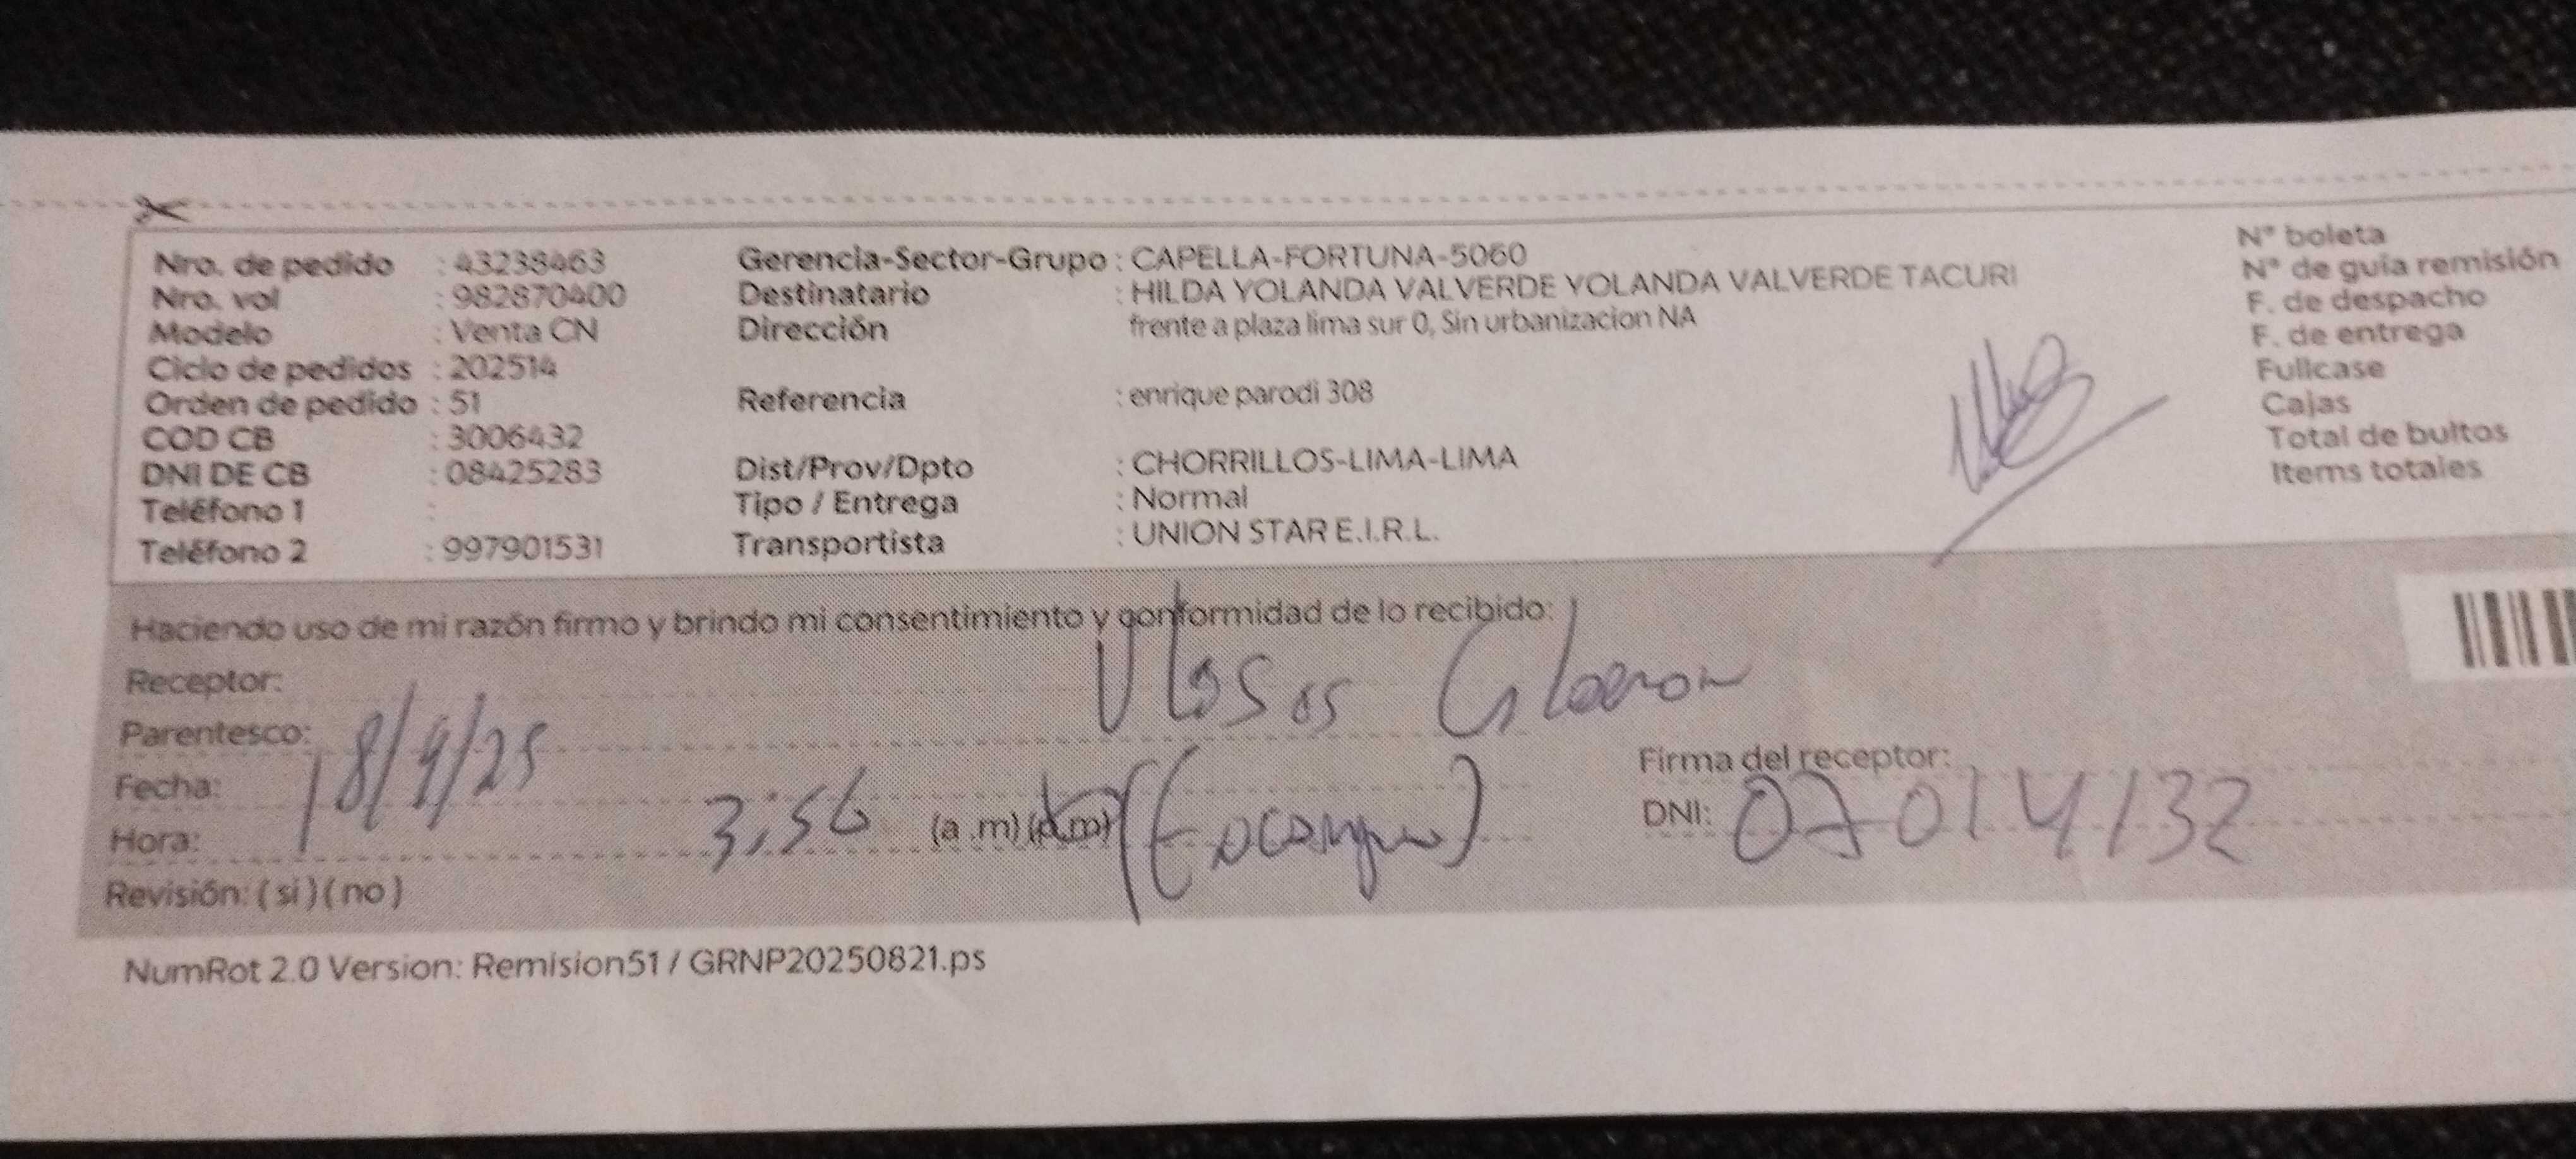 Nro. de pedido : 43238463
Nro. vol : 982870400
Modelo : Venta CN
Ciclo de pedidos : 202514
Orden de pedido : 51
COD CB : 3006432
DNI DE CB : 08425283
Teléfono 1 :
Teléfono 2 : 997901531
Gerencia-Sector-Grupo : CAPELLA-FORTUNA-5060
Destinatario : HILDA YOLANDA VALVERDE YOLANDA VALVERDE TACURI
Dirección frente a plaza lima sur 0, Sin urbanizacion NA
Referencia : enrique parodi 308
Dist/Prov/Dpto : CHORRILLOS-LIMA-LIMA
Tipo / Entrega : Normal
Transportista : UNION STAR E.I.R.L.
N° boleta
N° de guía remisión
F. de despacho
F. de entrega
Fullcase
Cajas
Total de bultos
Items totales
Haciendo uso de mi razón firmo y brindo mi consentimiento y conformidad de lo recibido:
Receptor:
Parentesco:
Fecha: 18/9/25
Hora: 3:56 (a .m) (p.m)
Revisión: ( si ) ( no )
Firma del receptor:
DNI: 07014132
NumRot 2.0 Version: Remision51 / GRNP20250821.ps